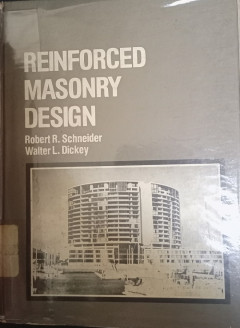 REINFORCED
MASONRY
DESIGN
Robert R. Schneider
Walter L. Dickey